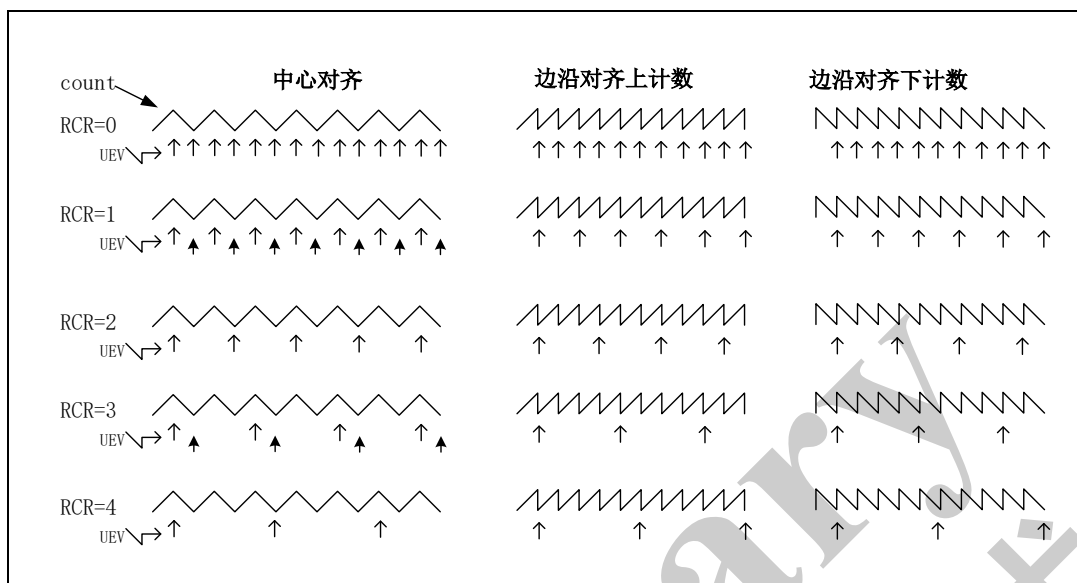 count
中心对齐
边沿对齐上计数
边沿对齐下计数
RCR=0
UEV
RCR=1
UEV
RCR=2
UEV
RCR=3
UEV
RCR=4
UEV
ary